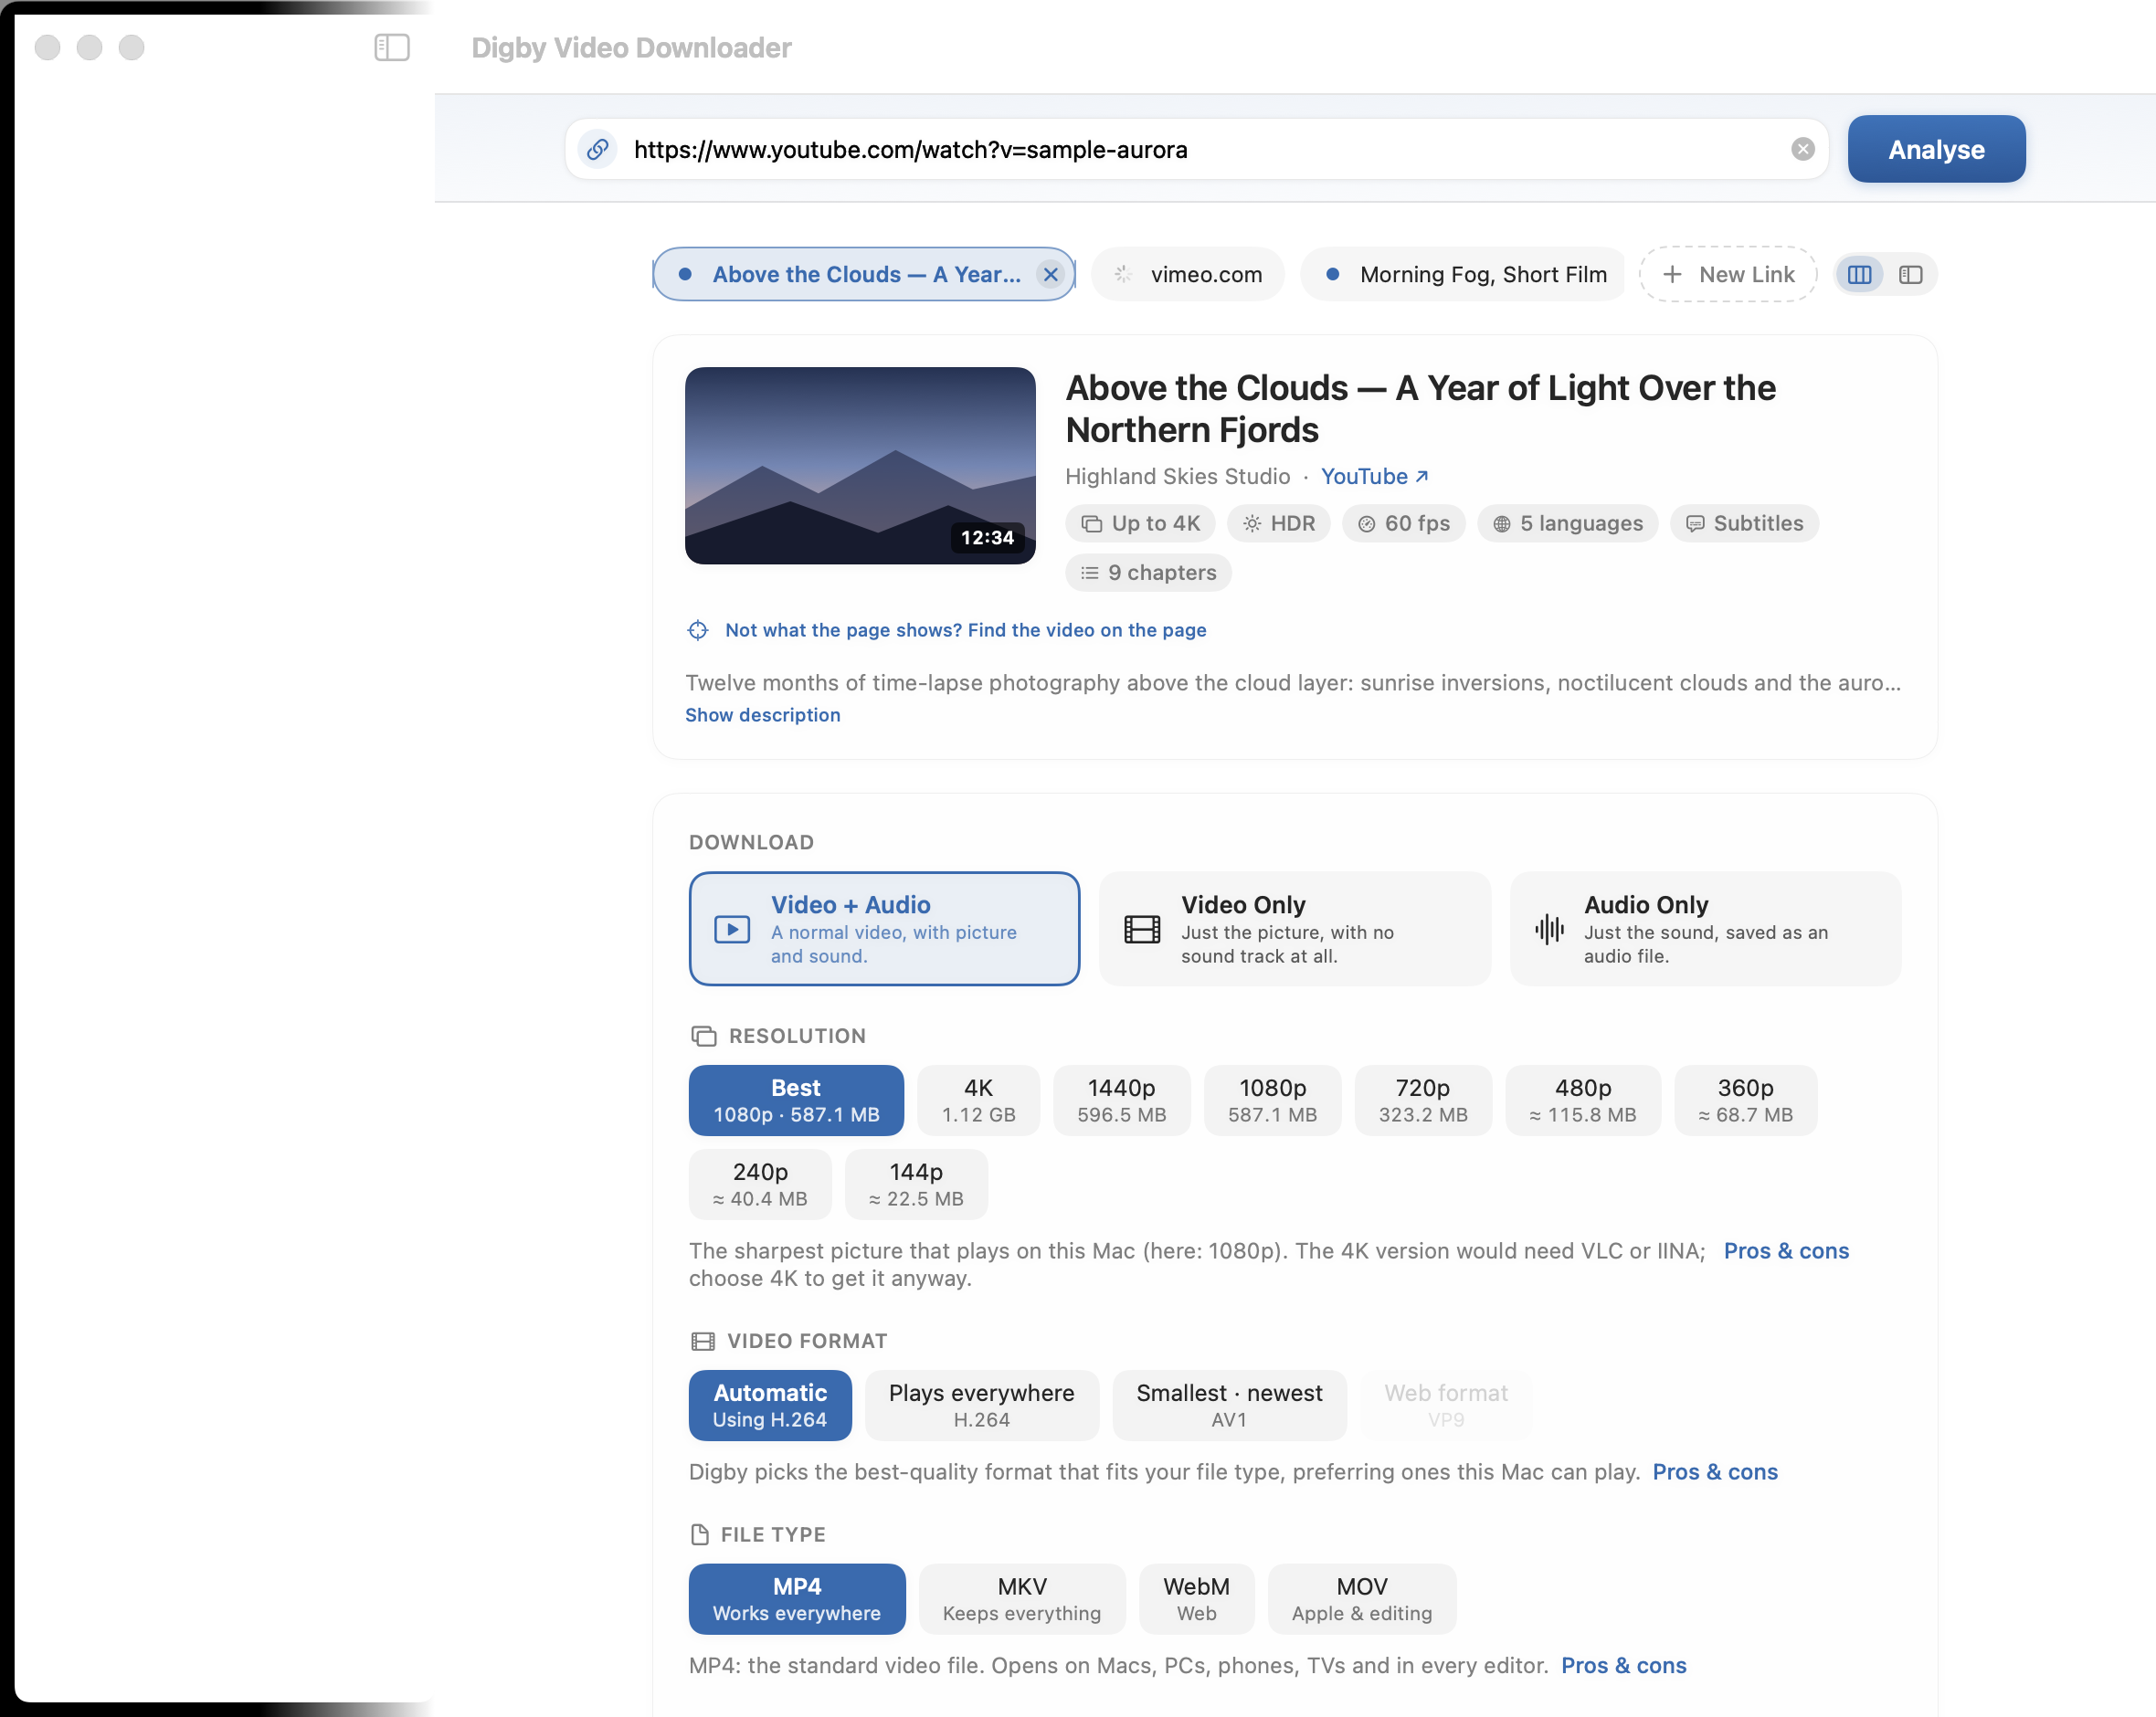 Digby Video Downloader
https://www.youtube.com/watch?v=sample-aurora
Analyse
Above the Clouds — A Year…
vimeo.com
Morning Fog, Short Film
New Link
Above the Clouds — A Year of Light Over the
Northern Fjords
Highland Skies Studio · YouTube ↗
12:34
Up to 4K
HDR
60 fps
5 languages
Subtitles
9 chapters
Not what the page shows? Find the video on the page
Twelve months of time-lapse photography above the cloud layer: sunrise inversions, noctilucent clouds and the auro…
Show description
DOWNLOAD
Video + Audio
A normal video, with picture
and sound.
Video Only
Just the picture, with no
sound track at all.
Audio Only
Just the sound, saved as an
audio file.
RESOLUTION
Best
1080p · 587.1 MB
4K
1.12 GB
1440p
596.5 MB
1080p
587.1 MB
720p
323.2 MB
480p
≈ 115.8 MB
360p
≈ 68.7 MB
240p
≈ 40.4 MB
144p
≈ 22.5 MB
The sharpest picture that plays on this Mac (here: 1080p). The 4K version would need VLC or IINA; Pros & cons
choose 4K to get it anyway.
VIDEO FORMAT
Automatic
Using H.264
Plays everywhere
H.264
Smallest · newest
AV1
Web format
VP9
Digby picks the best-quality format that fits your file type, preferring ones this Mac can play. Pros & cons
FILE TYPE
MP4
Works everywhere
MKV
Keeps everything
WebM
Web
MOV
Apple & editing
MP4: the standard video file. Opens on Macs, PCs, phones, TVs and in every editor. Pros & cons